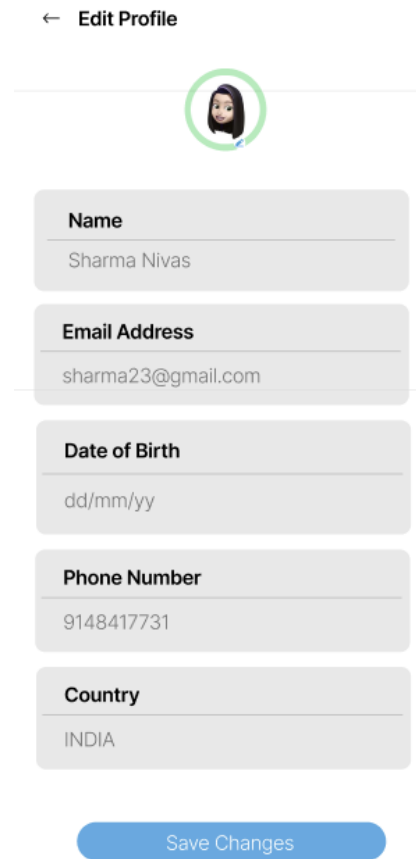 ← Edit Profile
Name
Sharma Nivas
Email Address
sharma23@gmail.com
Date of Birth
dd/mm/yy
Phone Number
9148417731
Country
INDIA
Save Changes